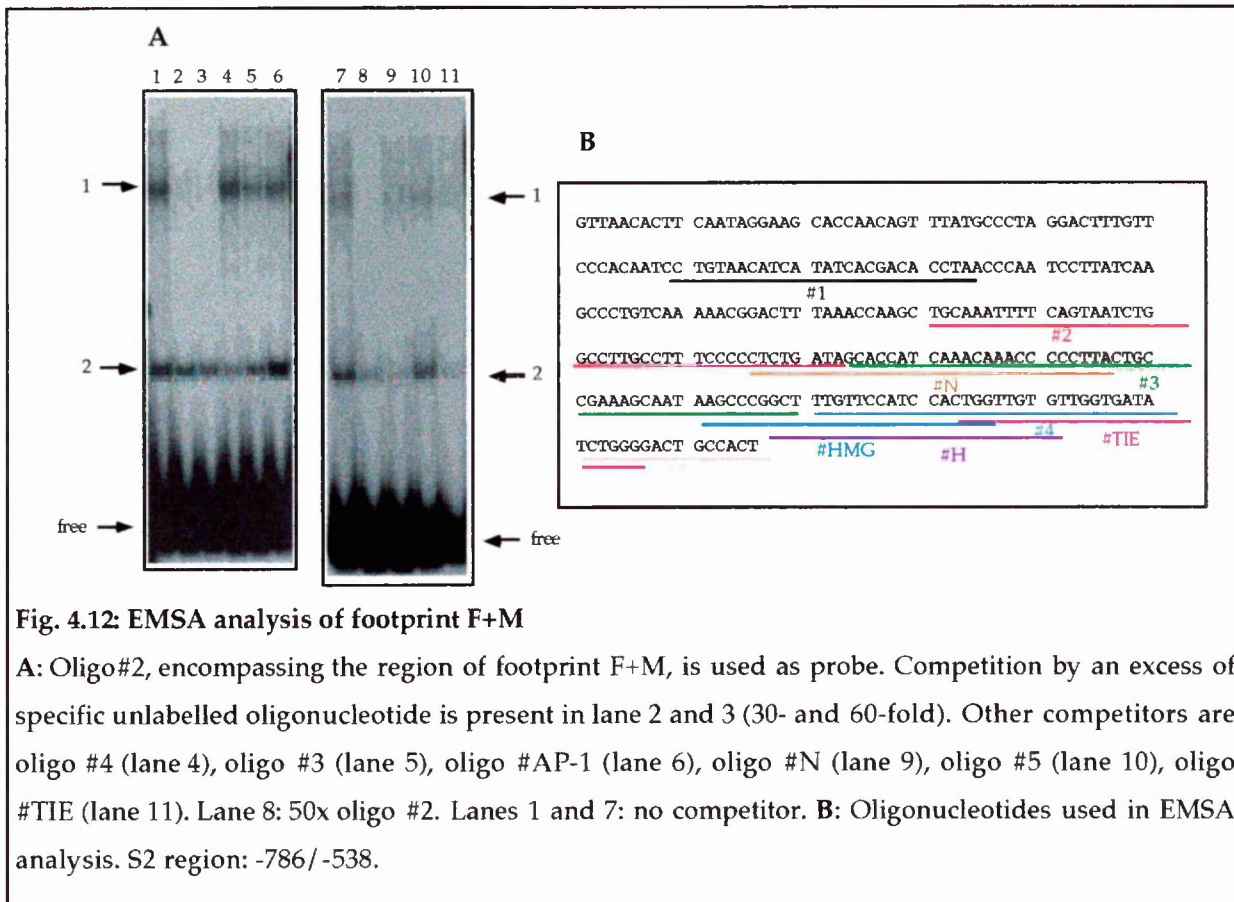 A
1 2 3 4 5 6
7 8 9 10 11
1
1
2
2
free
free
B
GTTAACACTT CAATAGGAAG CACCAACAGT TTATGCCCTA GGACTTTGTT
CCCACAATCC TGTAACATCA TATCACGACA CCTAACCCAA TCCTTATCAA
#1
GCCCTGTCAA AAACGGACTT TAAACCAAGC TGCAAATTTT CAGTAATCTG
#2
GCCTTGCCTT TCCCCCTCTG ATAGCACCAT CAAACAAACC CCCTTACTGC
#N
#3
CGAAAGCAAT AAGCCCGGCT TTGTTCCATC CACTGGTTGT GTTGGTGATA
#4
#TIE
TCTGGGGACT GCCACT
#HMG
#H
Fig. 4.12: EMSA analysis of footprint F+M
A: Oligo#2, encompassing the region of footprint F+M, is used as probe. Competition by an excess of
specific unlabelled oligonucleotide is present in lane 2 and 3 (30- and 60-fold). Other competitors are
oligo #4 (lane 4), oligo #3 (lane 5), oligo #AP-1 (lane 6), oligo #N (lane 9), oligo #5 (lane 10), oligo
#TIE (lane 11). Lane 8: 50x oligo #2. Lanes 1 and 7: no competitor. B: Oligonucleotides used in EMSA
analysis. S2 region: -786/-538.